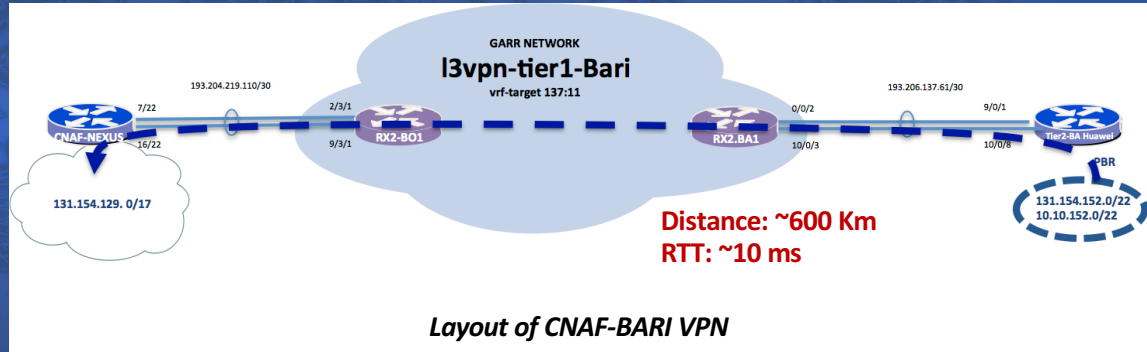 GARR NETWORK
l3vpn-tier1-Bari
vrf-target 137:11
193.204.219.110/30
193.206.137.61/30
7/22
2/3/1
0/0/2
9/0/1
CNAF-NEXUS
RX2-BO1
RX2.BA1
Tier2-BA Huawei
16/22
9/3/1
10/0/3
10/0/8
PBR
131.154.129. 0/17
131.154.152.0/22
10.10.152.0/22
Distance: ~600 Km
RTT: ~10 ms
Layout of CNAF-BARI VPN